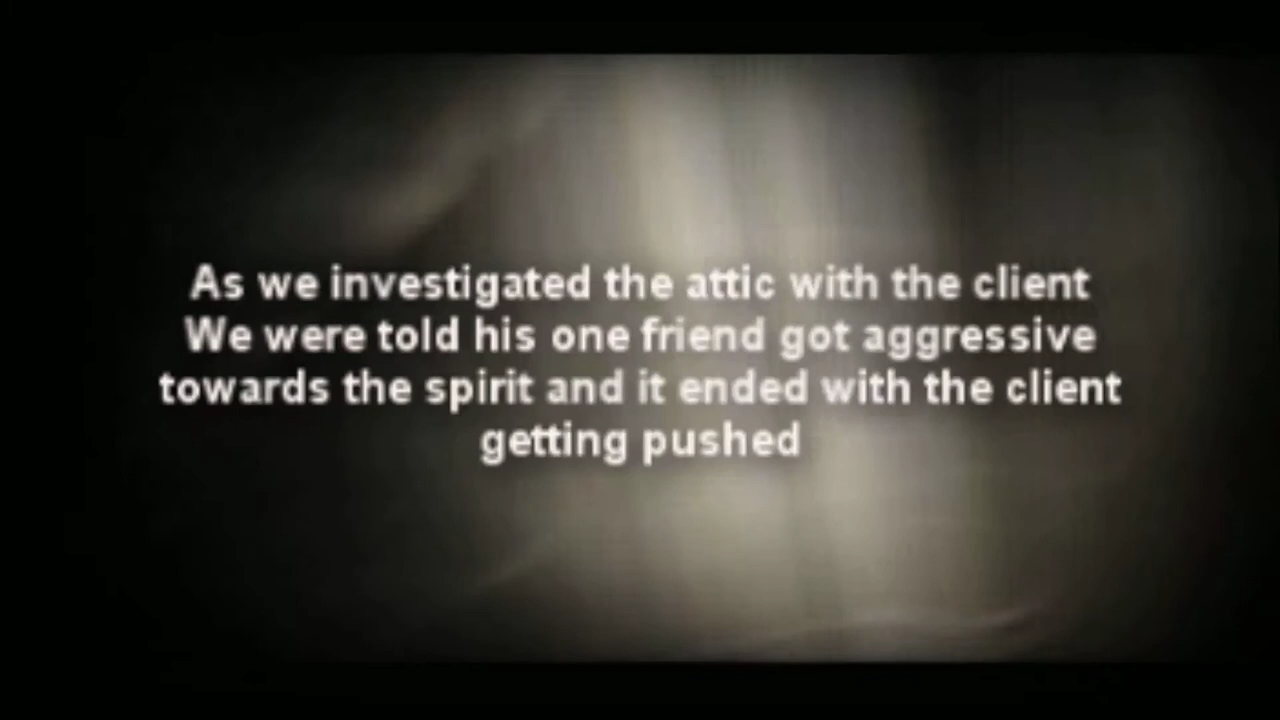 As we investigated the attic with the client
We were told his one friend got aggressive
towards the spirit and it ended with the client
getting pushed